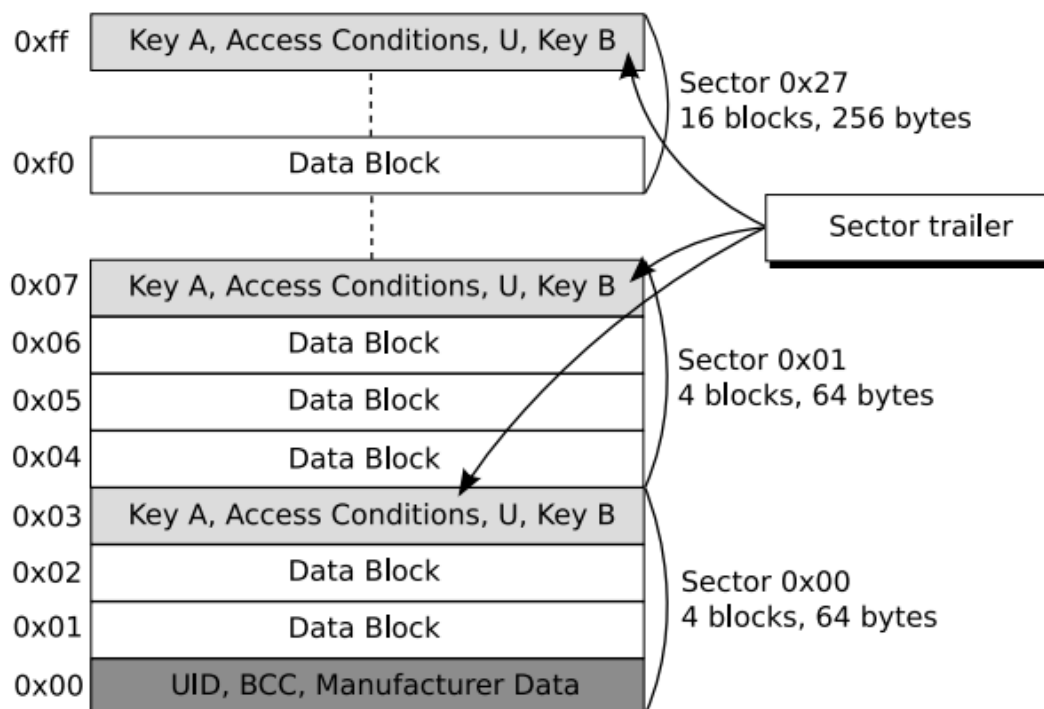 0xff Key A, Access Conditions, U, Key B
Sector 0x27
16 blocks, 256 bytes
0xf0 Data Block
Sector trailer
0x07 Key A, Access Conditions, U, Key B
0x06 Data Block
Sector 0x01
4 blocks, 64 bytes
0x05 Data Block
0x04 Data Block
0x03 Key A, Access Conditions, U, Key B
0x02 Data Block
Sector 0x00
4 blocks, 64 bytes
0x01 Data Block
0x00 UID, BCC, Manufacturer Data